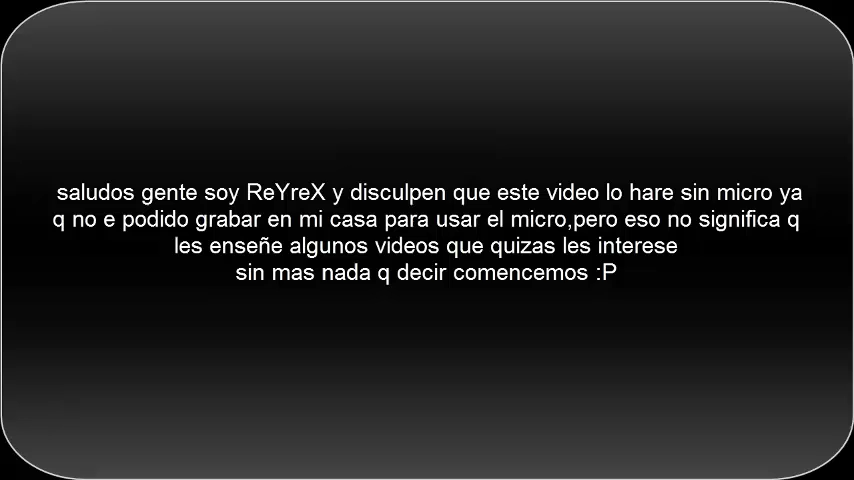 saludos gente soy ReYreX y disculpen que este video lo hare sin micro ya
q no e podido grabar en mi casa para usar el micro,pero eso no significa q
les enseñe algunos videos que quizas les interese
sin mas nada q decir comencemos :P